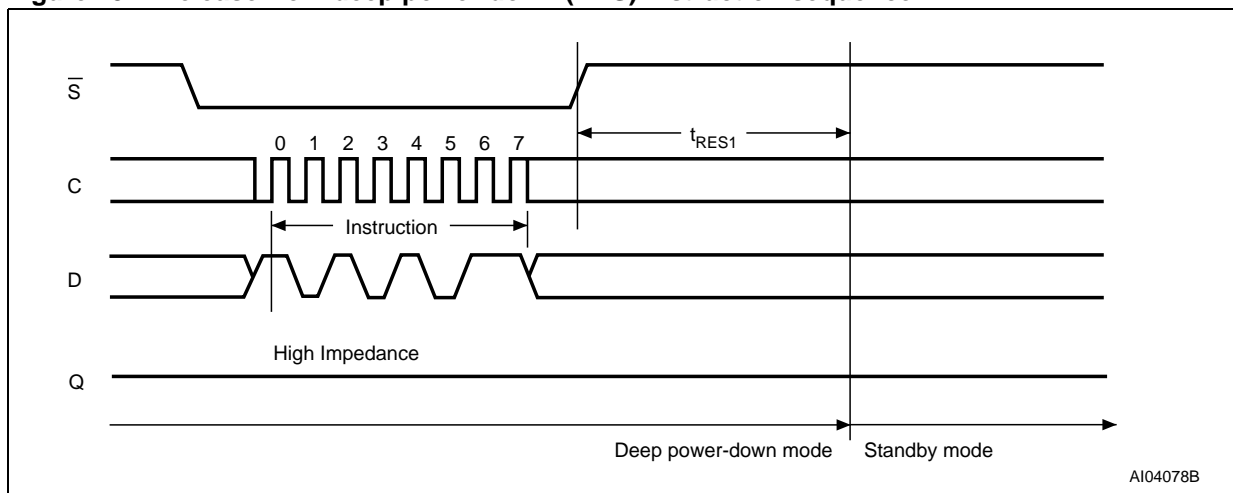 S
0 1 2 3 4 5 6 7
tRES1
C
Instruction
D
High Impedance
Q
Deep power-down mode Standby mode
AI04078B